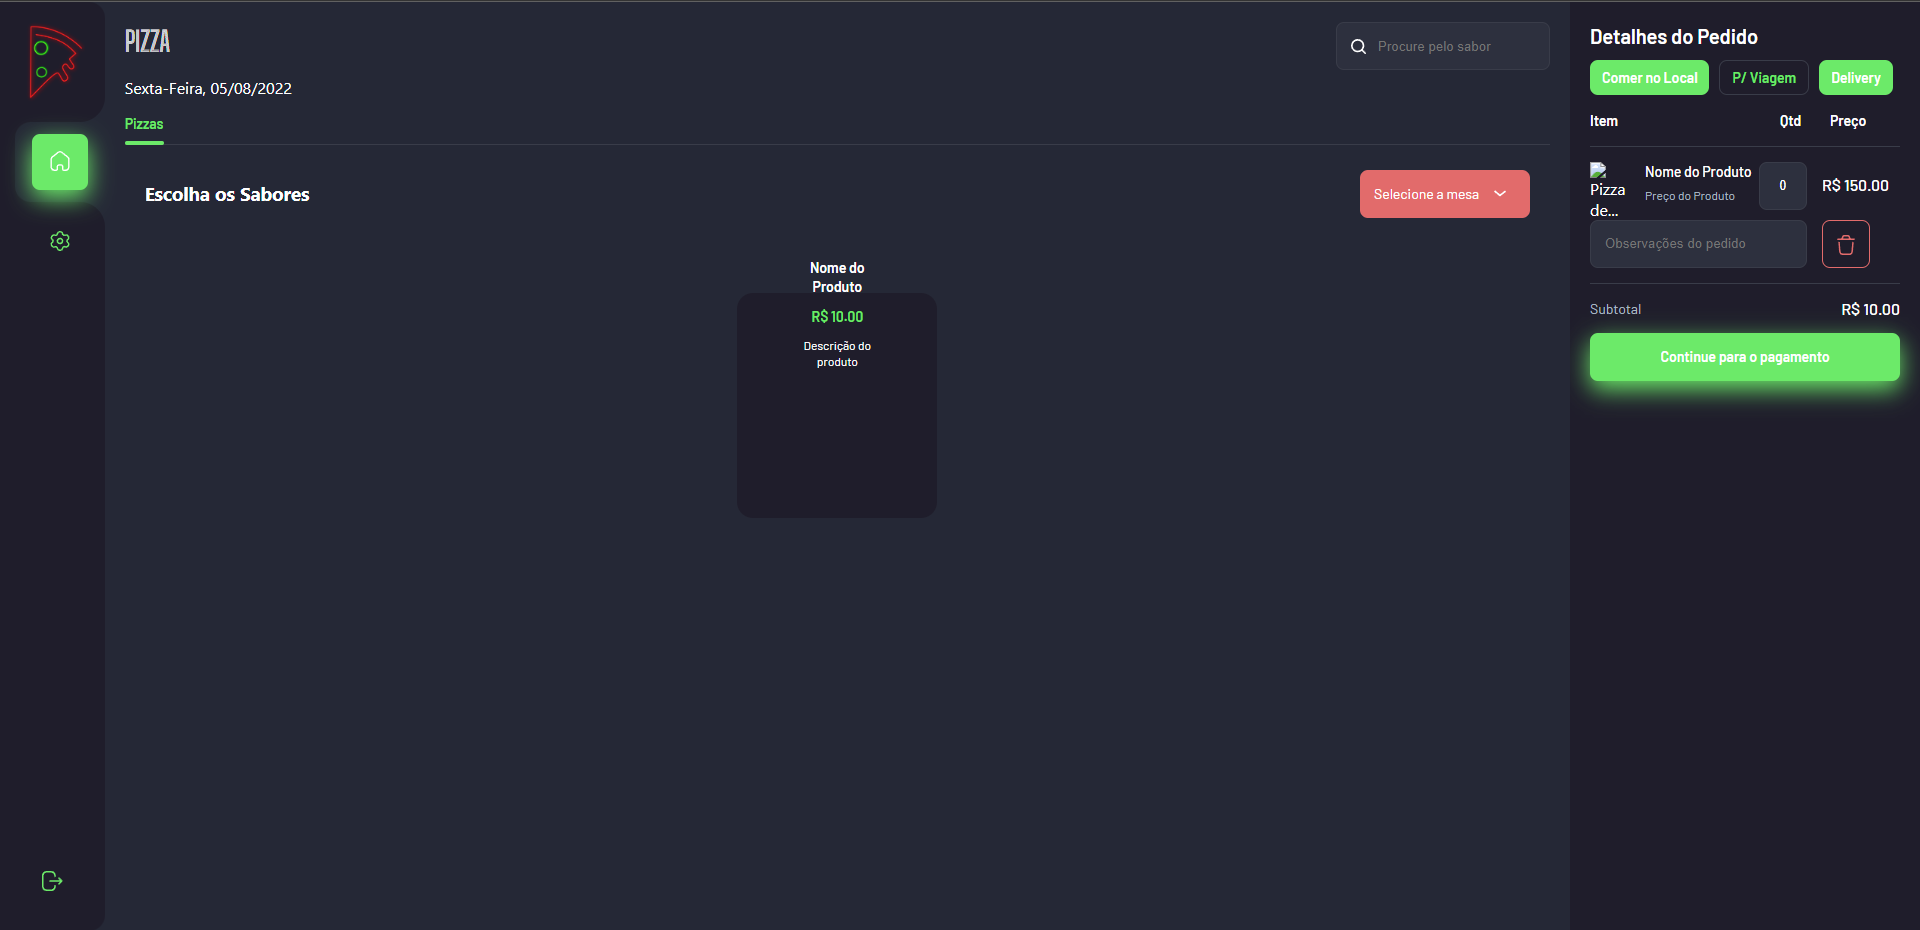 PIZZA
Procure pelo sabor
Sexta-Feira, 05/08/2022
Pizzas
Escolha os Sabores
Selecione a mesa
Nome do
Produto
R$ 10.00
Descrição do
produto
Detalhes do Pedido
Comer no Local
P/ Viagem
Delivery
Item Qtd Preço
Pizza
de...
Nome do Produto
Preço do Produto
0
R$ 150.00
Observações do pedido
Subtotal R$ 10.00
Continue para o pagamento